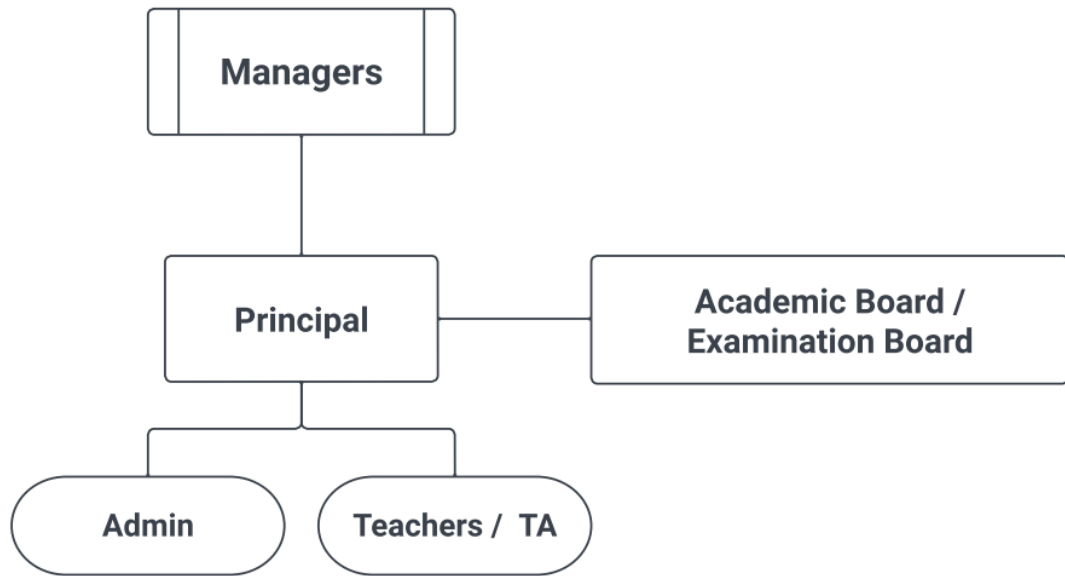 Managers
Principal
Academic Board /
Examination Board
Admin
Teachers /  TA